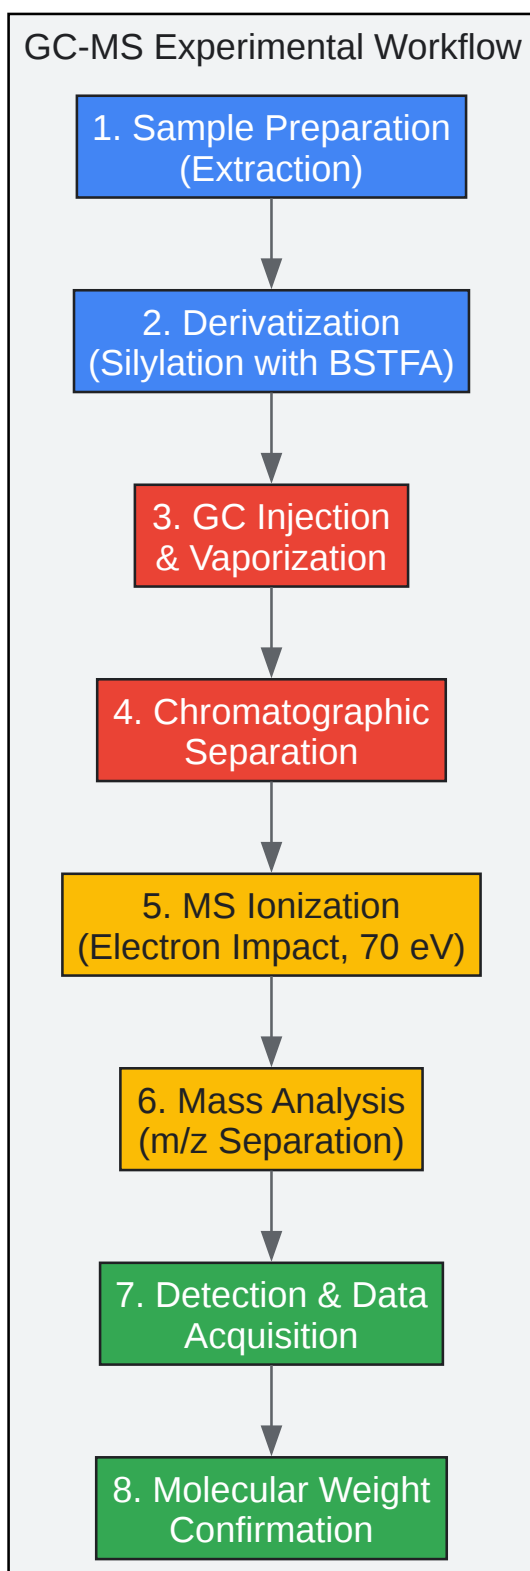 GC-MS Experimental Workflow
1. Sample Preparation
(Extraction)
2. Derivatization
(Silylation with BSTFA)
3. GC Injection
& Vaporization
4. Chromatographic
Separation
5. MS Ionization
(Electron Impact, 70 eV)
6. Mass Analysis
(m/z Separation)
7. Detection & Data
Acquisition
8. Molecular Weight
Confirmation